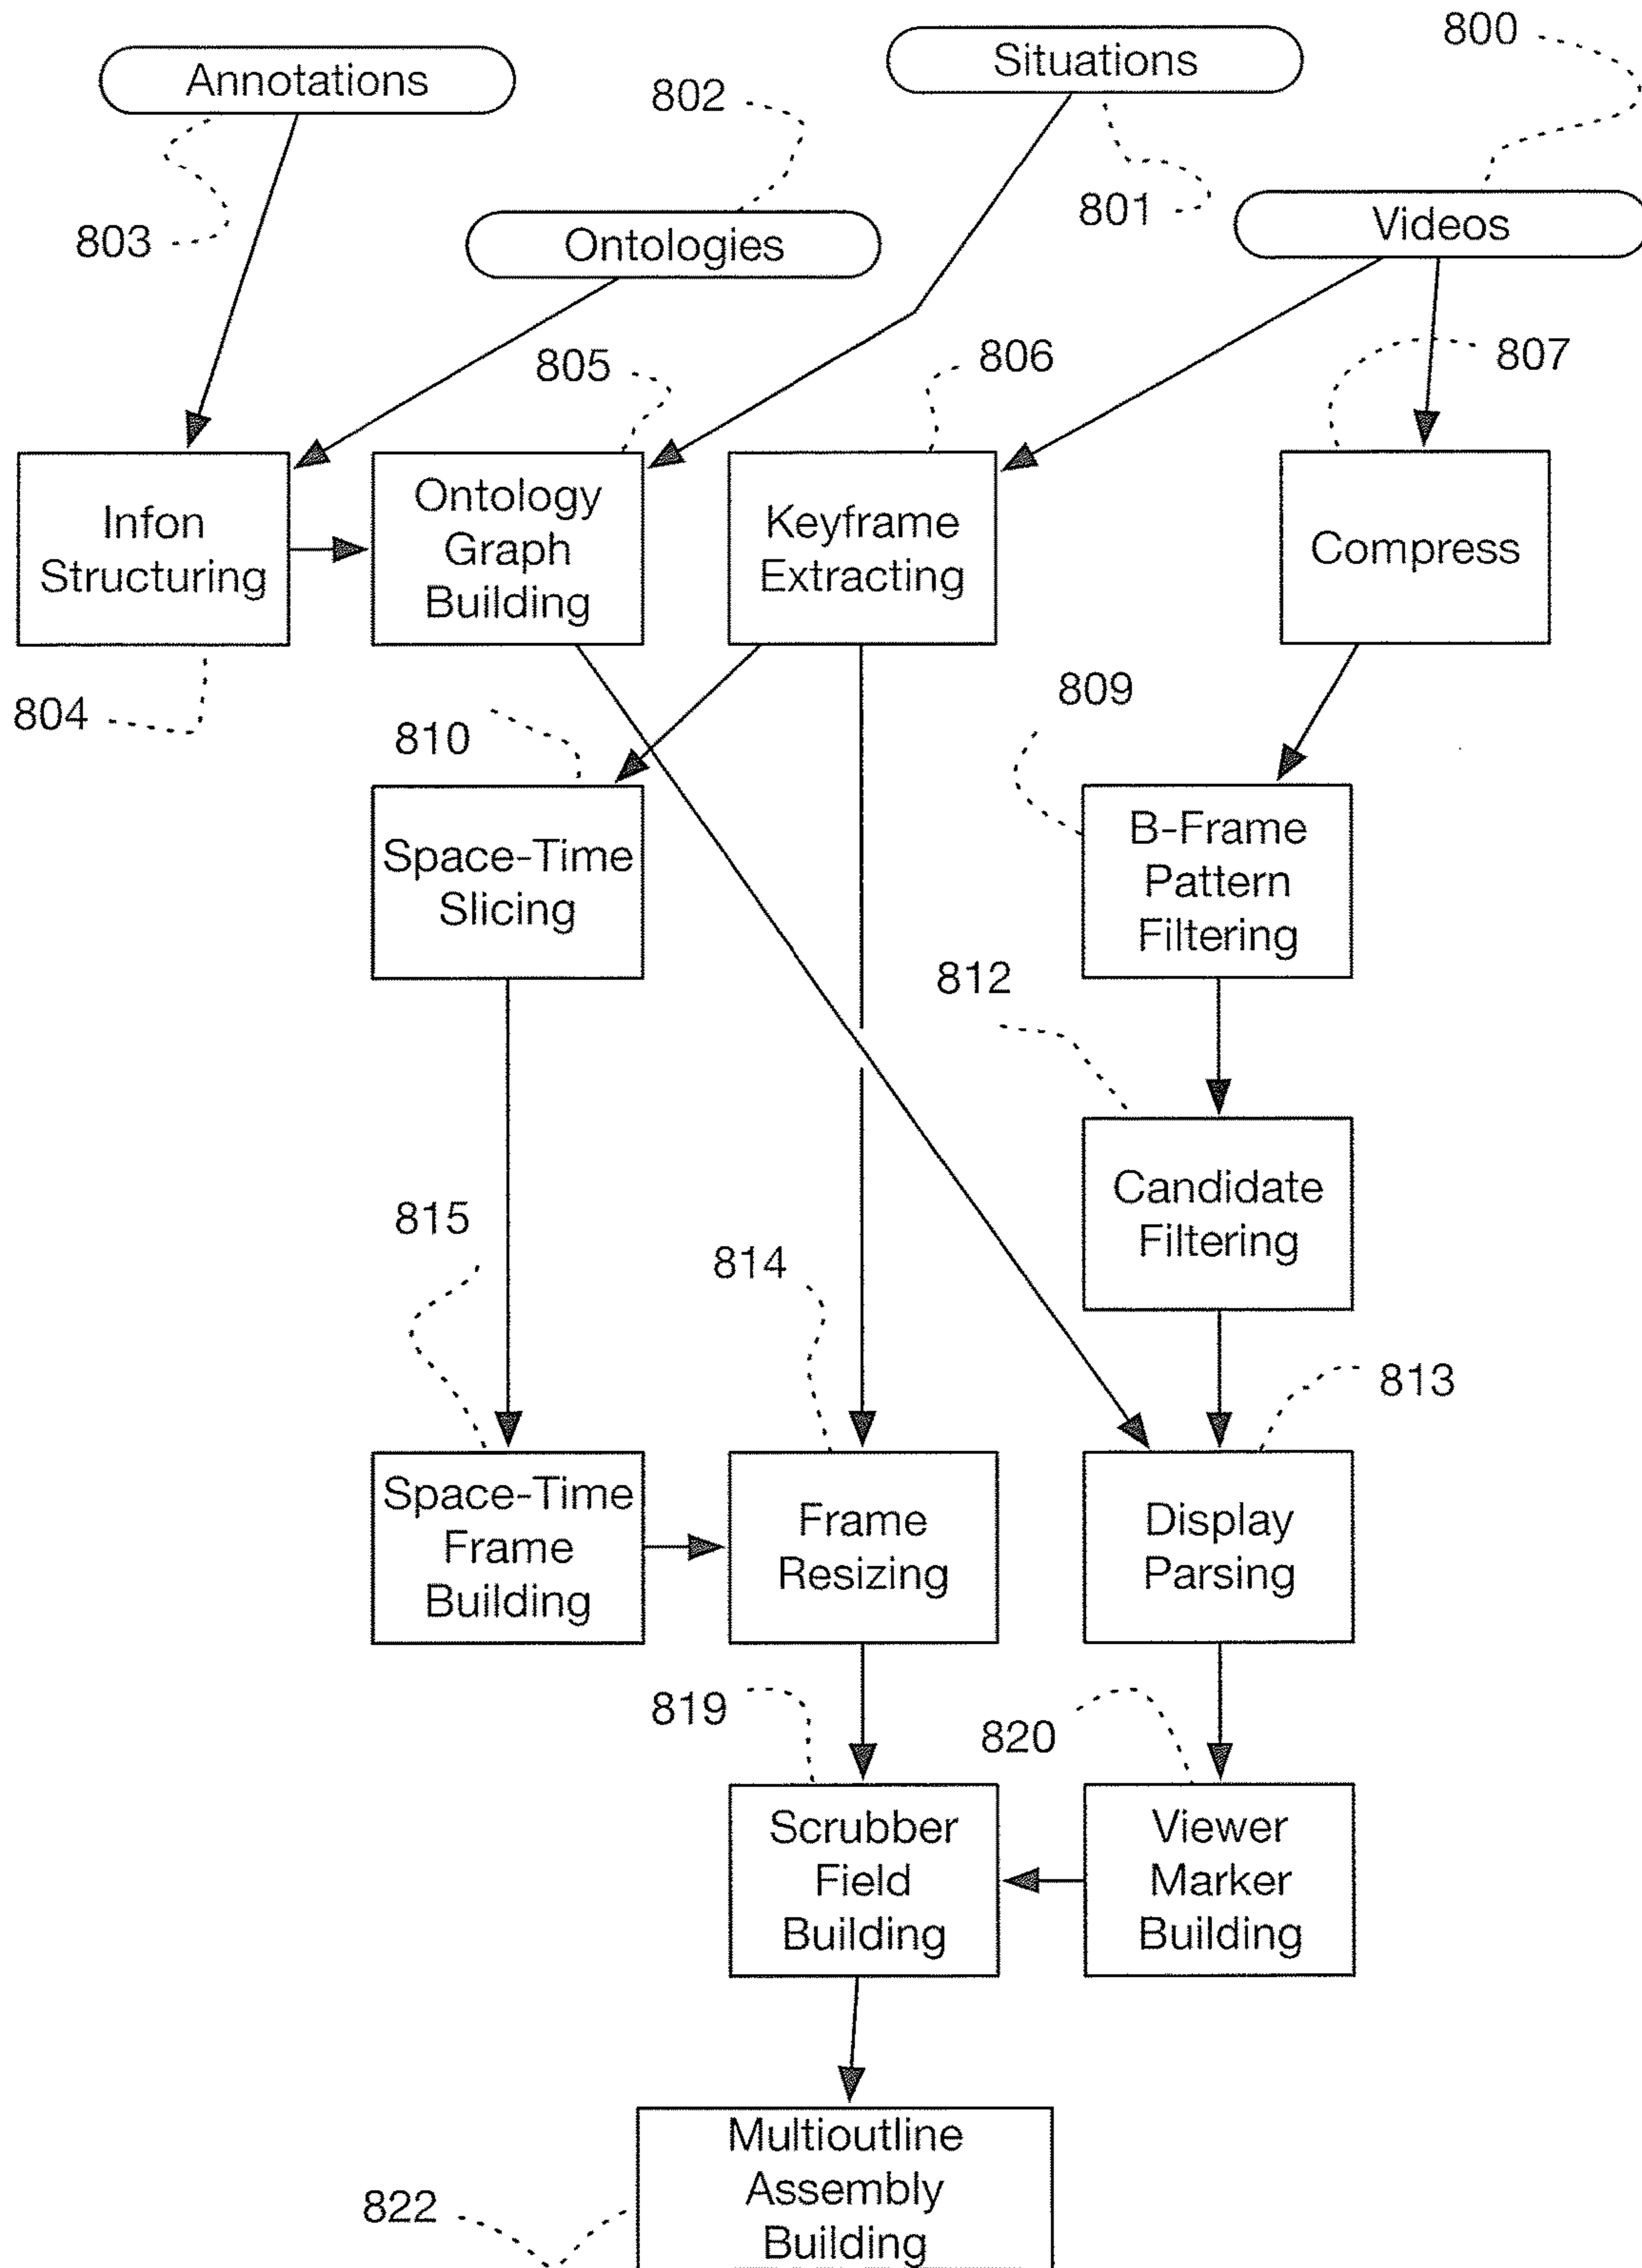 800
Annotations
Situations
802
803
801
Ontologies
Videos
805
806
807
Infon
Structuring
Ontology
Graph
Building
Keyframe
Extracting
Compress
804
809
810
Space-Time
Slicing
B-Frame
Pattern
Filtering
812
Candidate
Filtering
815
814
813
Space-Time
Frame
Building
Frame
Resizing
Display
Parsing
819
820
Scrubber
Field
Building
Viewer
Marker
Building
Multioutline
Assembly
Building
822